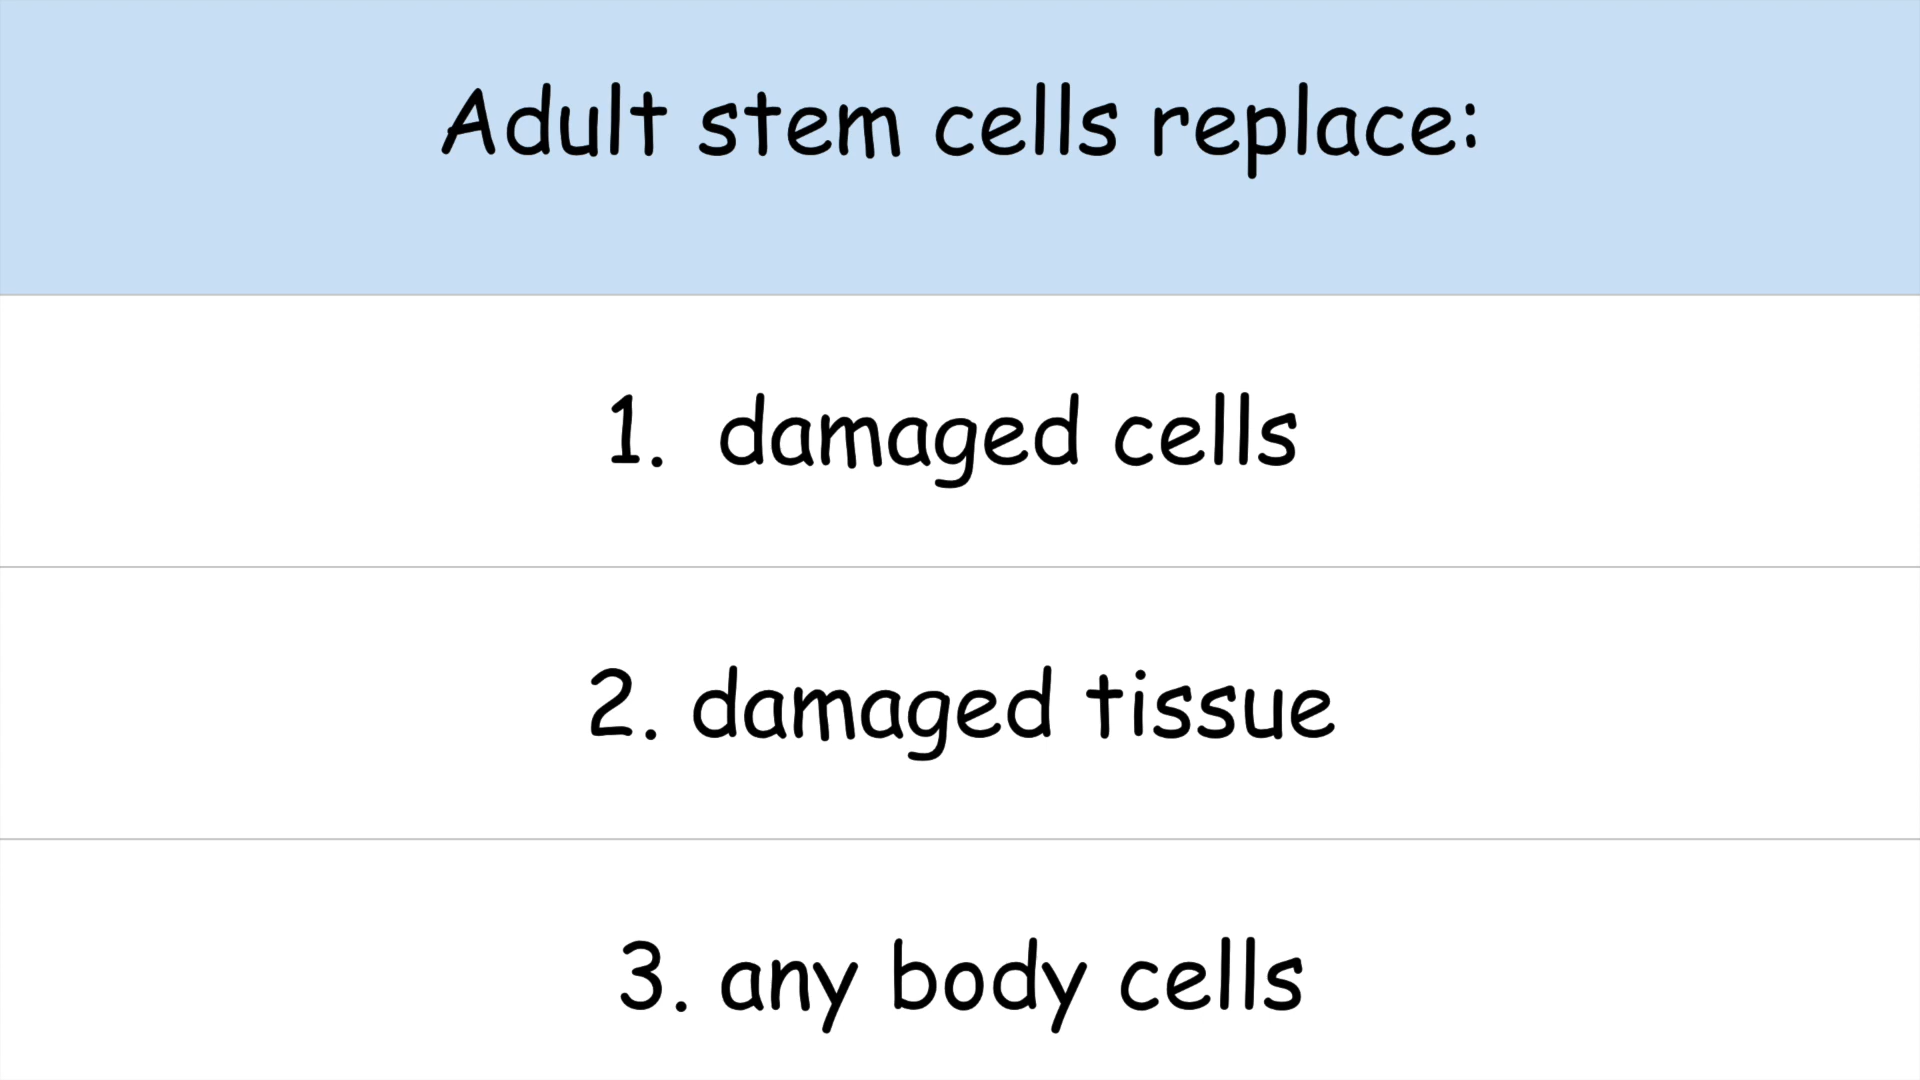 Adult stem cells replace:
1. damaged cells
2. damaged tissue
3. any body cells